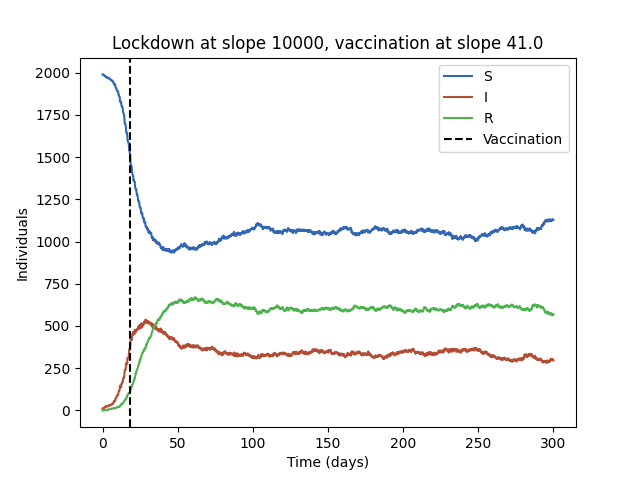 Lockdown at slope 10000, vaccination at slope 41.0
S
I
R
Vaccination
Individuals
2000
1750
1500
1250
1000
750
500
250
0
0 50 100 150 200 250 300
Time (days)